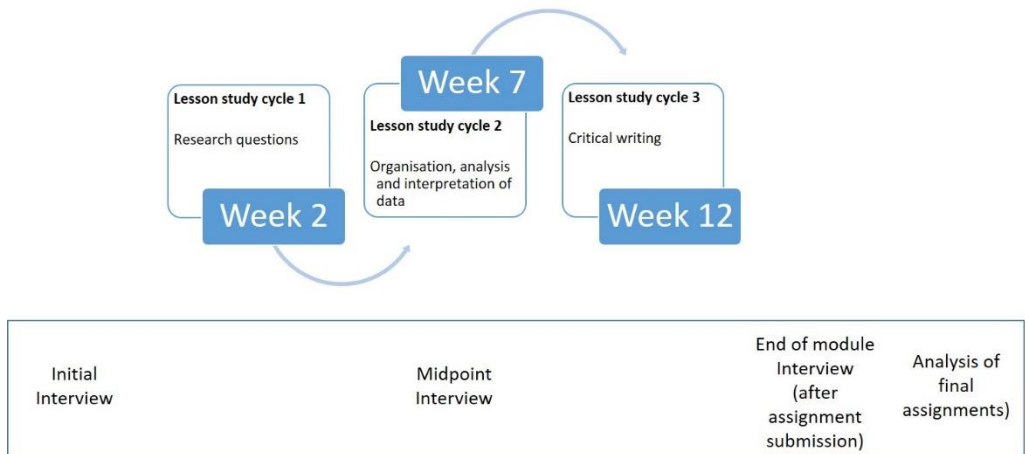 Lesson study cycle 1
Research questions
Week 2
Week 7
Lesson study cycle 2
Organisation, analysis
and interpretation of
data
Lesson study cycle 3
Critical writing
Week 12
Initial
Interview
Midpoint
Interview
End of module
Interview
(after
assignment
submission)
Analysis of
final
assignments)